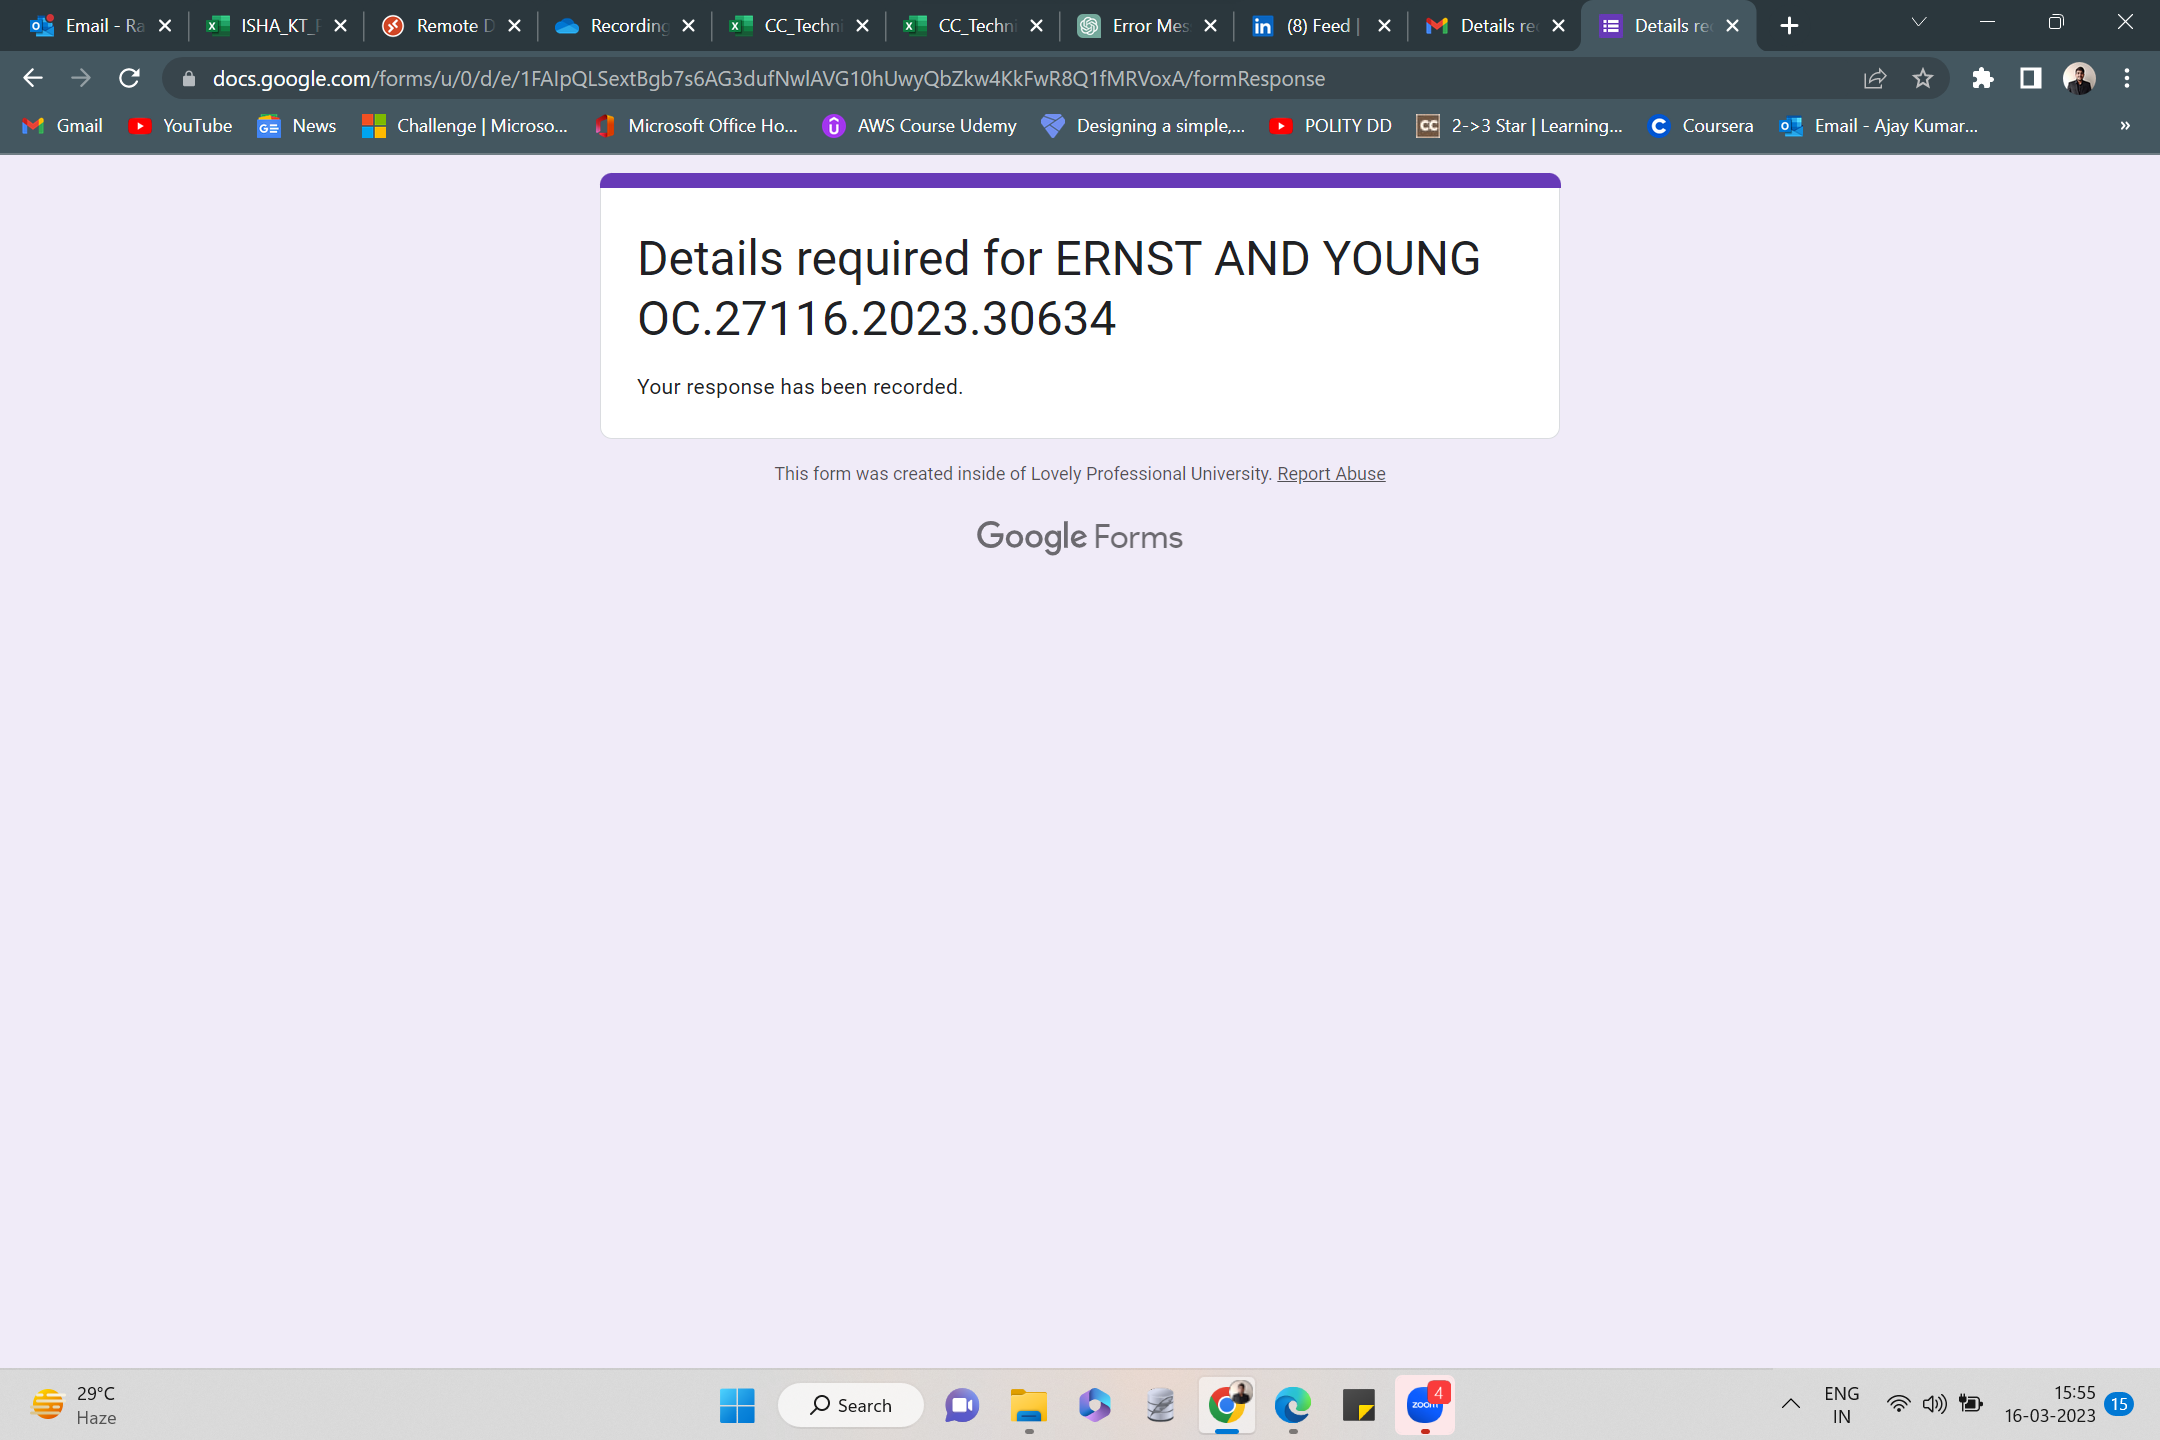 Email - Ra
ISHA_KT_
Remote D
Recording
CC_Techni
CC_Techni
Error Mes
(8) Feed |
Details re
Details re
docs.google.com/forms/u/0/d/e/1FAIpQLSextBgb7s6AG3dufNwlAVG10hUwyQbZkw4KkFwR8Q1fMRVoxA/formResponse
Gmail
YouTube
News
Challenge | Microso...
Microsoft Office Ho...
AWS Course Udemy
Designing a simple,...
POLITY DD
2->3 Star | Learning...
Coursera
Email - Ajay Kumar...
»
Details required for ERNST AND YOUNG
OC.27116.2023.30634
Your response has been recorded.
This form was created inside of Lovely Professional University. Report Abuse
Google Forms
29°C
Haze
Search
zoom
4
ENG
IN
15:55
16-03-2023
15